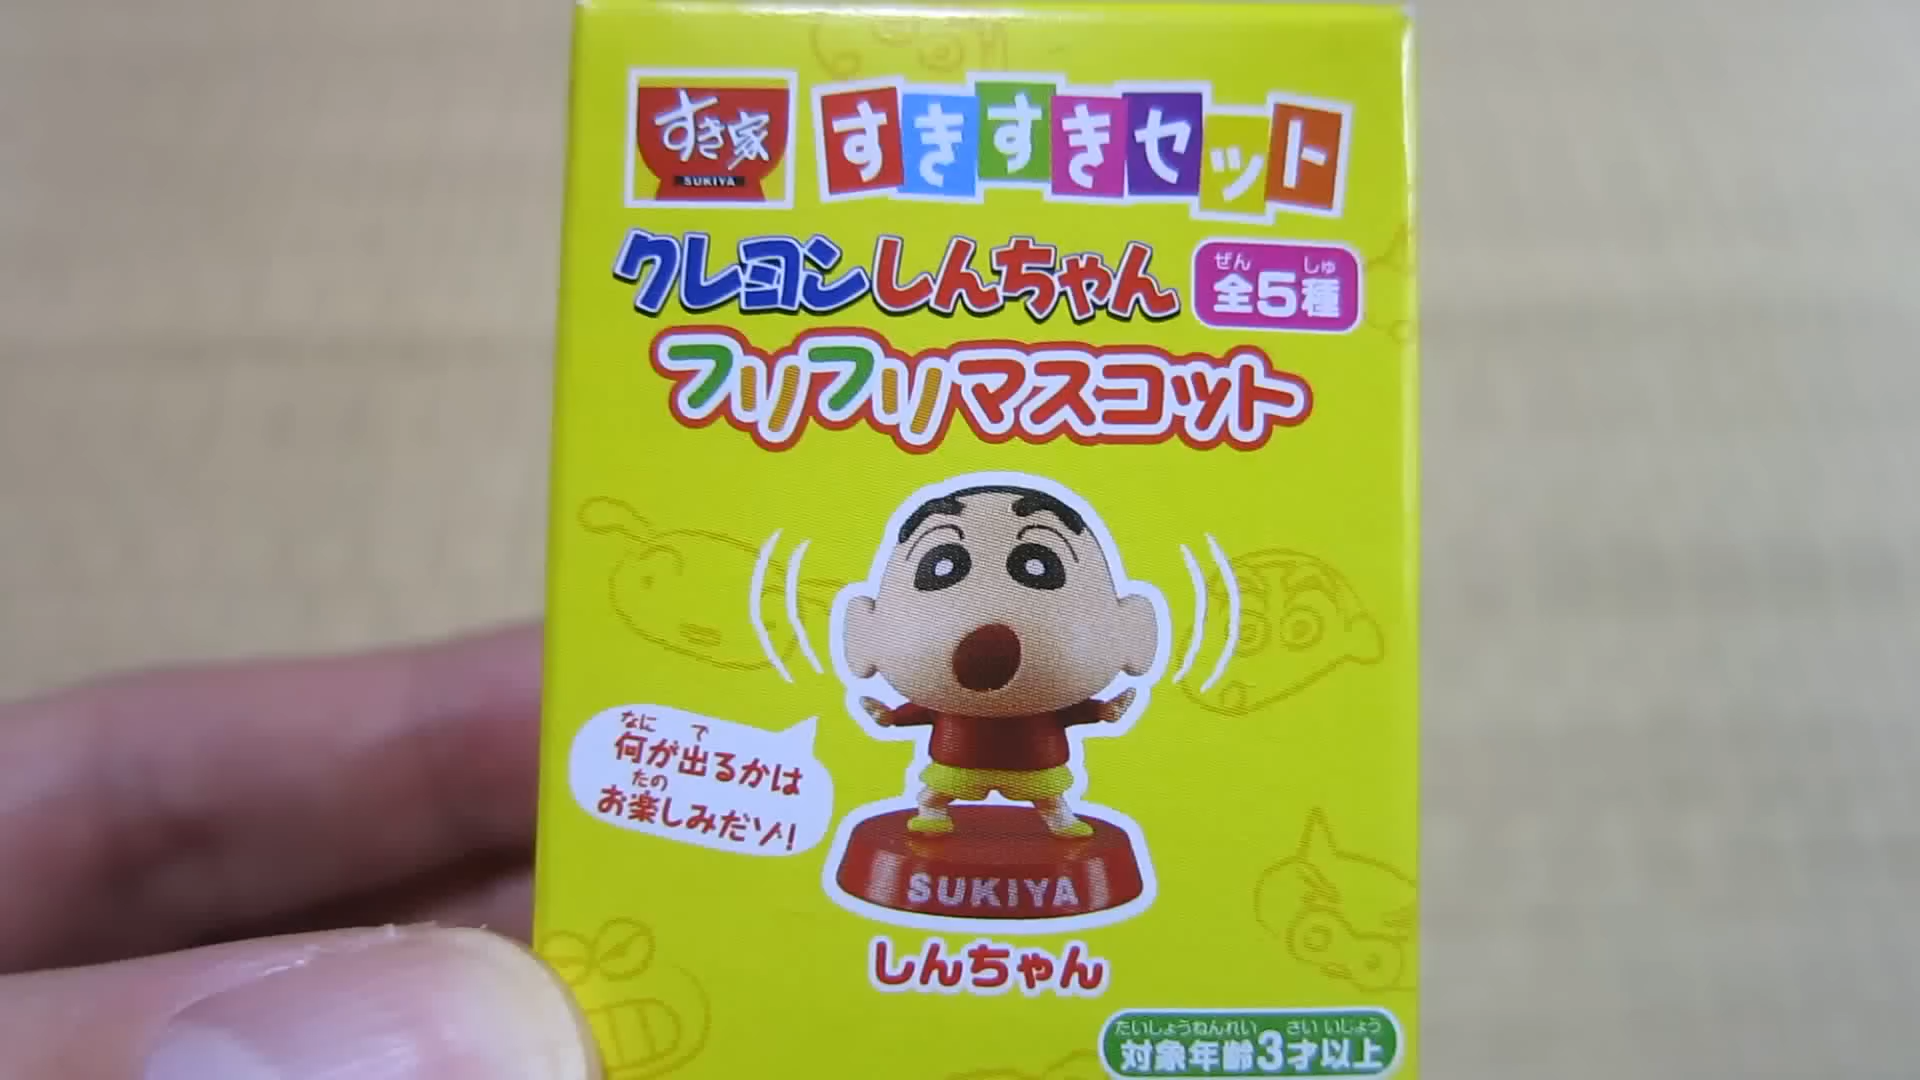 すき家
SUKIYA
すきすきセット
クレヨンしんちゃん
ぜん しゅ
全5種
フリフリマスコット
なに で
何が出るかは
たの
お楽しみだゾ!
SUKIYA
しんちゃん
たいしょうねんれい さい いじょう
対象年齢3才以上